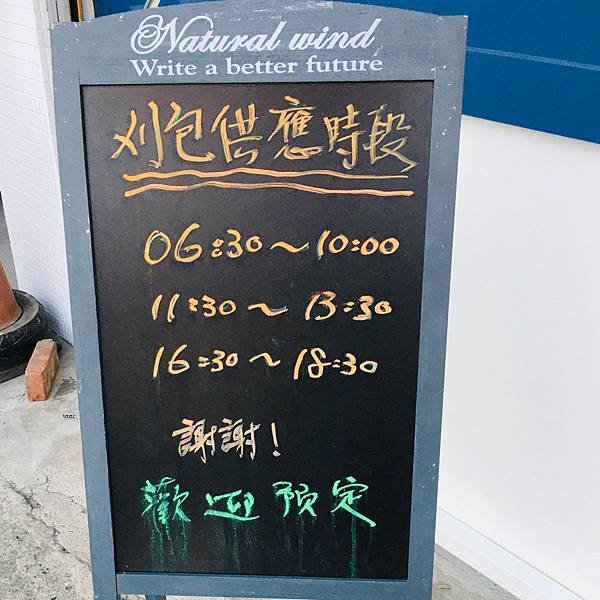 Natural wind
Write a better future
刈包供應時段
06:30～10:00
11:30～13:30
16:30～18:30
謝謝！
歡迎預定